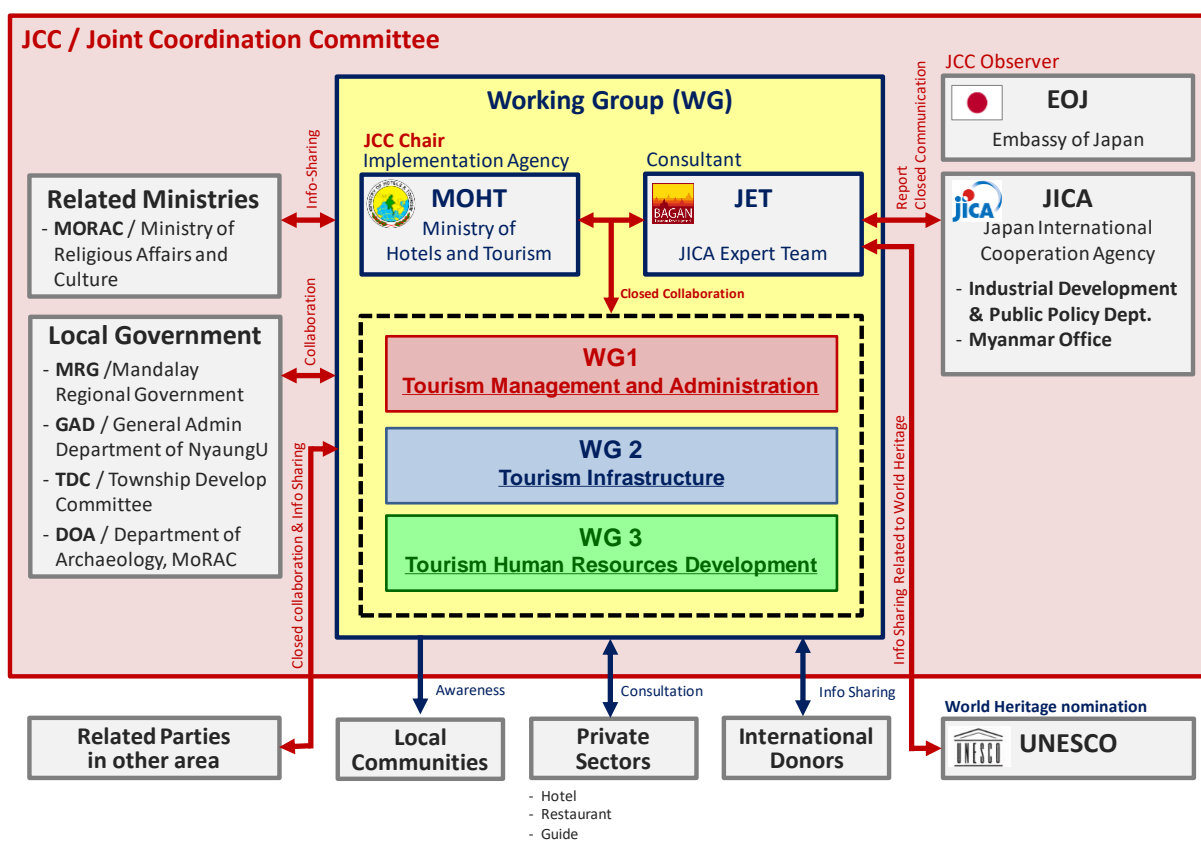 JCC / Joint Coordination Committee
JCC Observer
EOJ
Embassy of Japan
Working Group (WG)
JCC Chair
Implementation Agency
MOHT
Ministry of
Hotels and Tourism
Consultant
BAGAN
JET
JICA Expert Team
Report
Closed Communication
jICA
JICA
Japan International
Cooperation Agency
- Industrial Development
& Public Policy Dept.
- Myanmar Office
Info-Sharing
Related Ministries
- MORAC / Ministry of
Religious Affairs and
Culture
Closed Collaboration
Collaboration
Local Government
- MRG /Mandalay
Regional Government
- GAD / General Admin
Department of NyaungU
- TDC / Township Develop
Committee
- DOA / Department of
Archaeology, MoRAC
WG1
Tourism Management and Administration
WG 2
Tourism Infrastructure
WG 3
Tourism Human Resources Development
Closed collaboration & Info Sharing
Info Sharing Related to World Heritage
Awareness
Consultation
Info Sharing
Related Parties
in other area
Local
Communities
Private
Sectors
- Hotel
- Restaurant
- Guide
International
Donors
World Heritage nomination
UNESCO
UNESCO